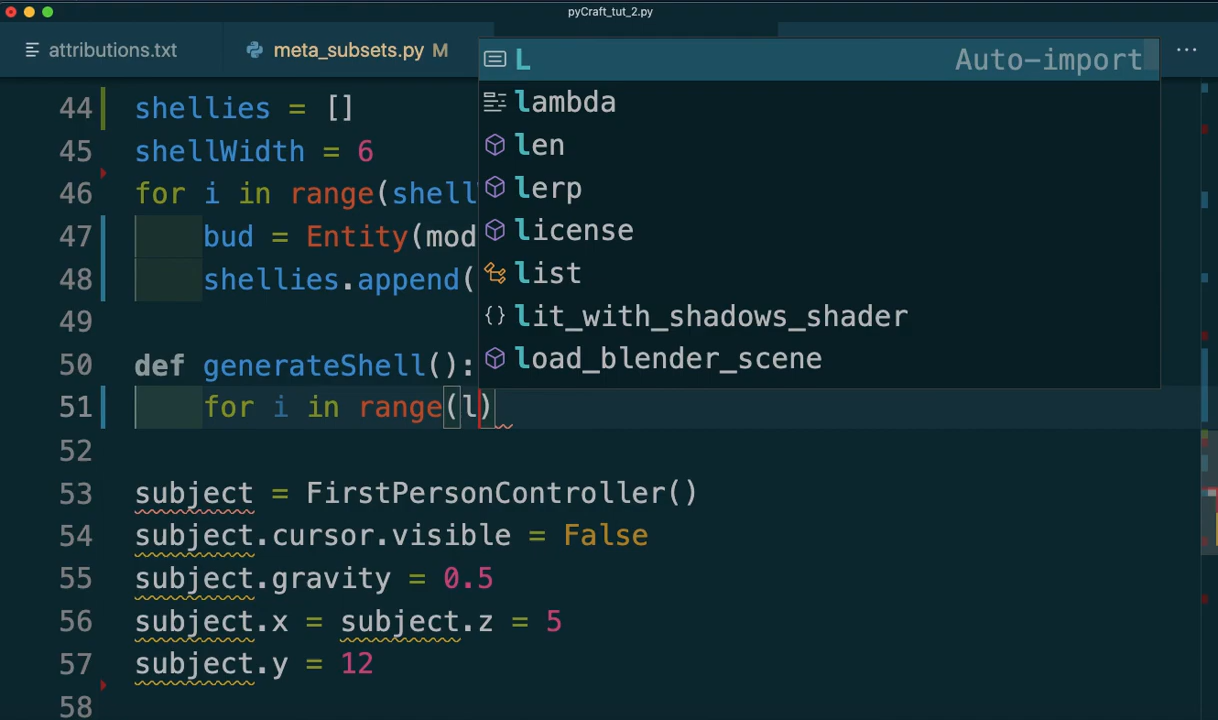 pyCraft_tut_2.py
attributions.txt meta_subsets.py M ...
L Auto-import
lambda
len
lerp
license
list
lit_with_shadows_shader
load_blender_scene
44 shellies = []
45 shellWidth = 6
46 for i in range(shell
47 bud = Entity(mod
48 shellies.append(
49
50 def generateShell():
51 for i in range(l)
52
53 subject = FirstPersonController()
54 subject.cursor.visible = False
55 subject.gravity = 0.5
56 subject.x = subject.z = 5
57 subject.y = 12
58